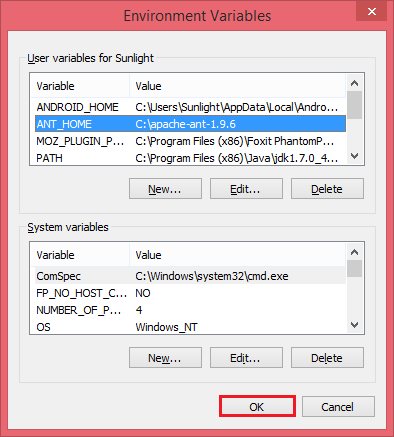 Environment Variables
User variables for Sunlight
Variable Value
ANDROID_HOME C:\Users\Sunlight\AppData\Local\Andro...
ANT_HOME C:\apache-ant-1.9.6
MOZ_PLUGIN_P... C:\Program Files (x86)\Foxit PhantomP...
PATH C:\Program Files (x86)\Java\jdk1.7.0_4...
New... Edit... Delete
System variables
Variable Value
ComSpec C:\Windows\system32\cmd.exe
FP_NO_HOST_C... NO
NUMBER_OF_P... 4
OS Windows_NT
New... Edit... Delete
OK Cancel